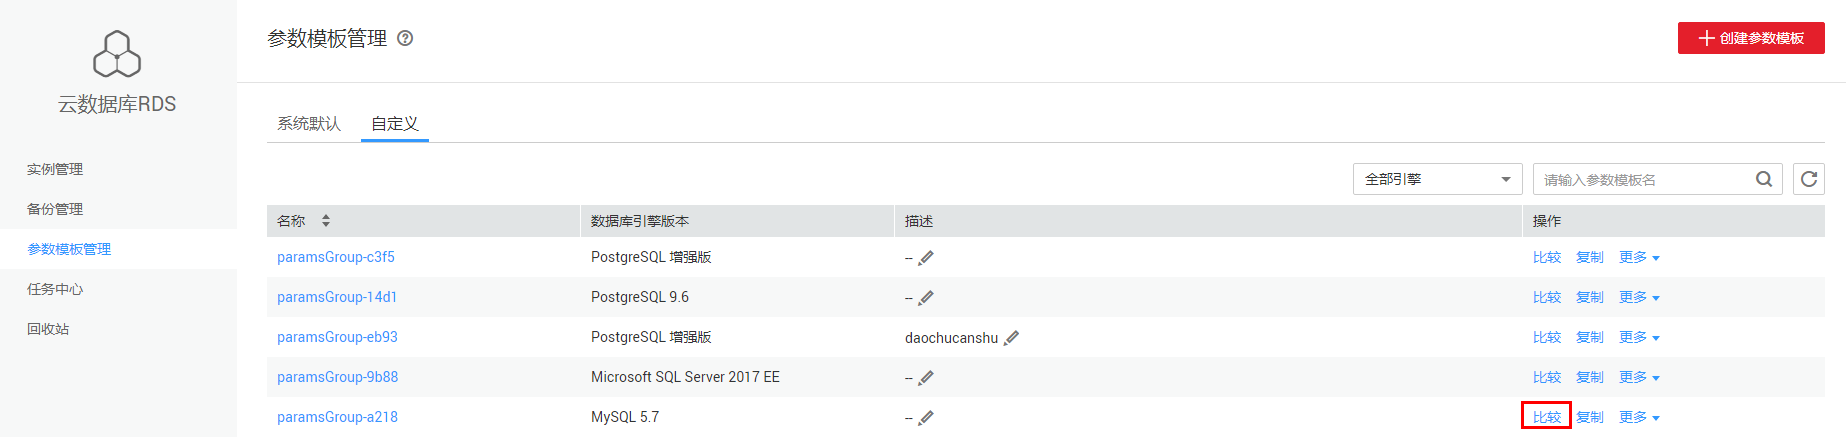 云数据库RDS
实例管理
备份管理
参数模板管理
任务中心
回收站
参数模板管理 ?
创建参数模板
系统默认 自定义
全部引擎 请输入参数模板名
名称 数据库引擎版本 描述 操作
paramsGroup-c3f5 PostgreSQL 增强版 -- 比较 复制 更多
paramsGroup-14d1 PostgreSQL 9.6 -- 比较 复制 更多
paramsGroup-eb93 PostgreSQL 增强版 daochucanshu 比较 复制 更多
paramsGroup-9b88 Microsoft SQL Server 2017 EE -- 比较 复制 更多
paramsGroup-a218 MySQL 5.7 -- 比较 复制 更多